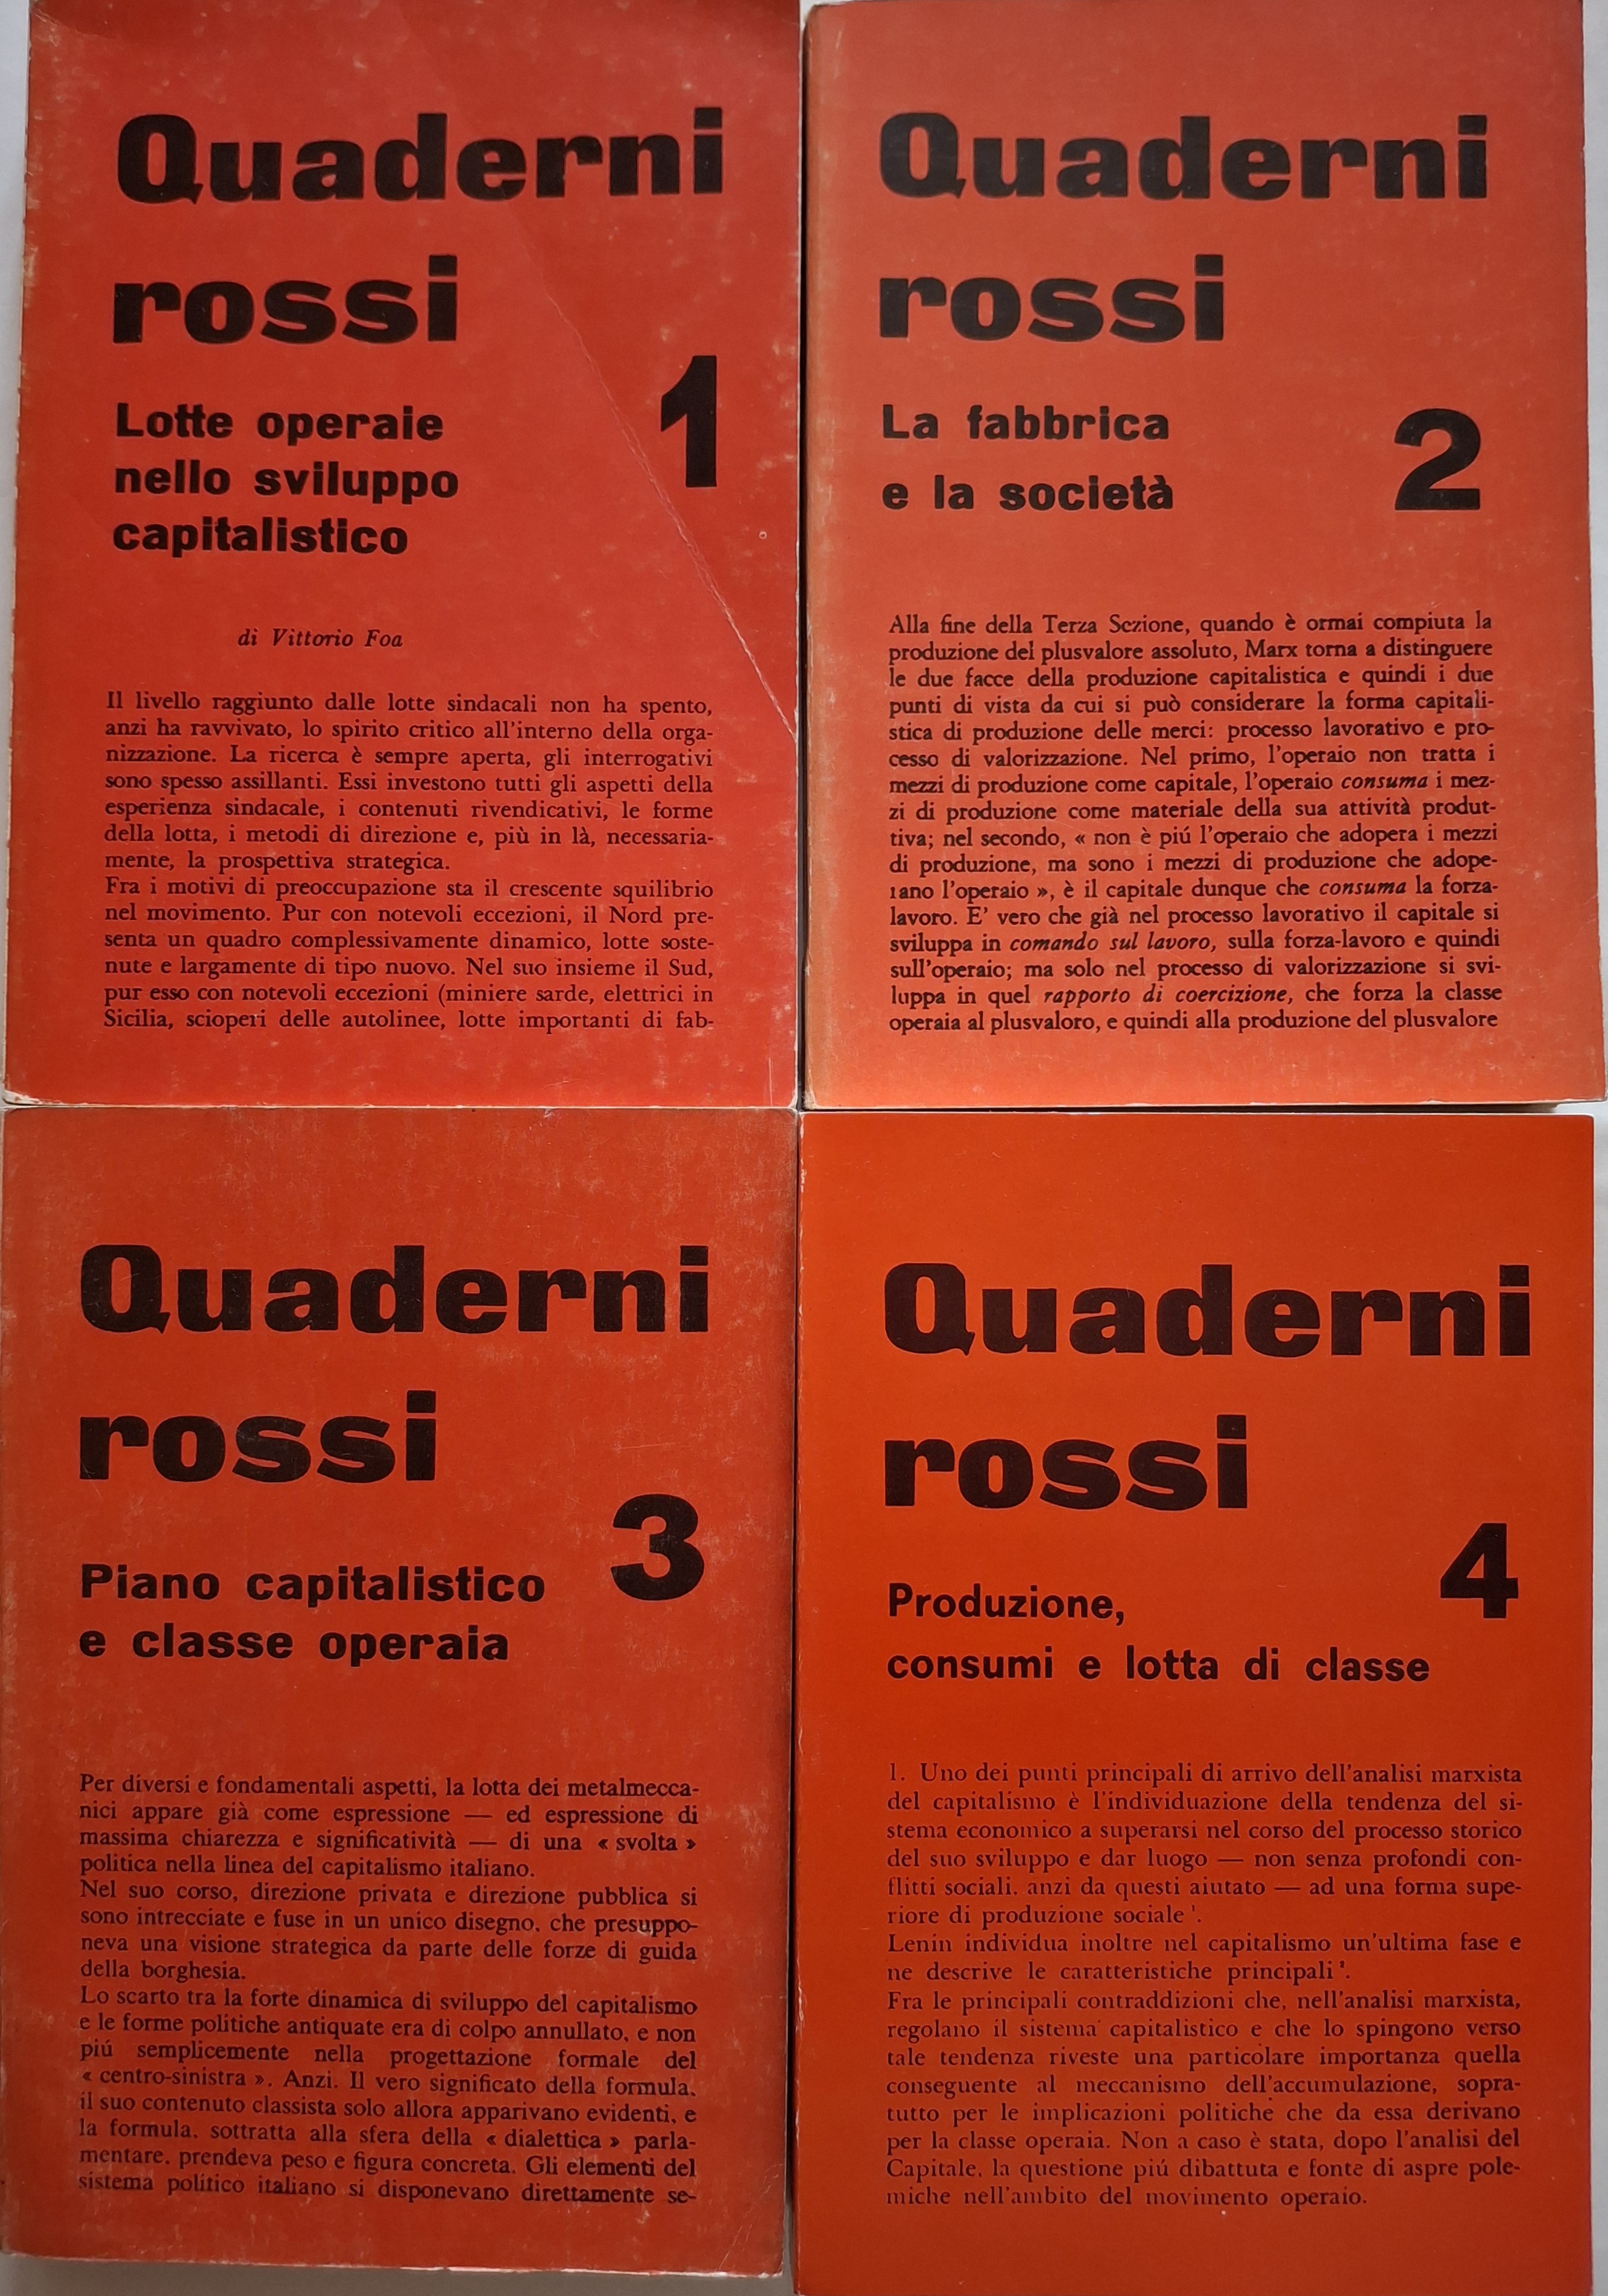 Quaderni
rossi
1
Lotte operaie
nello sviluppo
capitalistico
di Vittorio Foa
Il livello raggiunto dalle lotte sindacali non ha spento,
anzi ha ravvivato, lo spirito critico all'interno della orga-
nizzazione. La ricerca è sempre aperta, gli interrogativi
sono spesso assillanti. Essi investono tutti gli aspetti della
esperienza sindacale, i contenuti rivendicativi, le forme
della lotta, i metodi di direzione e, più in là, necessaria-
mente, la prospettiva strategica.
Fra i motivi di preoccupazione sta il crescente squilibrio
nel movimento. Pur con notevoli eccezioni, il Nord pre-
senta un quadro complessivamente dinamico, lotte soste-
nute e largamente di tipo nuovo. Nel suo insieme il Sud,
pur esso con notevoli eccezioni (miniere sarde, elettrici in
Sicilia, scioperi delle autolinee, lotte importanti di fab-
Quaderni
rossi
La fabbrica
e la società
2
Alla fine della Terza Sezione, quando è ormai compiuta la
produzione del plusvalore assoluto, Marx torna a distinguere
le due facce della produzione capitalistica e quindi i due
punti di vista da cui si può considerare la forma capitali-
stica di produzione delle merci: processo lavorativo e pro-
cesso di valorizzazione. Nel primo, l'operaio non tratta i
mezzi di produzione come capitale, l'operaio consuma i mez-
zi di produzione come materiale della sua attività produt-
tiva; nel secondo, « non è piú l'operaio che adopera i mezzi
di produzione, ma sono i mezzi di produzione che adope-
rano l'operaio », è il capitale dunque che consuma la forza-
lavoro. E' vero che già nel processo lavorativo il capitale si
sviluppa in comando sul lavoro, sulla forza-lavoro e quindi
sull'operaio; ma solo nel processo di valorizzazione si svi-
luppa in quel rapporto di coercizione, che forza la classe
operaia al plusvaloro, e quindi alla produzione del plusvalore
Quaderni
rossi
3
Piano capitalistico
e classe operaia
Per diversi e fondamentali aspetti, la lotta dei metalmecca-
nici appare già come espressione — ed espressione di
massima chiarezza e significatività — di una « svolta »
politica nella linea del capitalismo italiano.
Nel suo corso, direzione privata e direzione pubblica si
sono intrecciate e fuse in un unico disegno, che presuppo-
neva una visione strategica da parte delle forze di guida
della borghesia.
Lo scarto tra la forte dinamica di sviluppo del capitalismo
e le forme politiche antiquate era di colpo annullato, e non
piú semplicemente nella progettazione formale del
« centro-sinistra ». Anzi. Il vero significato della formula,
il suo contenuto classista solo allora apparivano evidenti, e
la formula, sottratta alla sfera della « dialettica » parla-
mentare, prendeva peso e figura concreta. Gli elementi del
sistema político italiano si disponevano direttamente se-
Quaderni
rossi
4
Produzione,
consumi e lotta di classe
1. Uno dei punti principali di arrivo dell'analisi marxista
del capitalismo è l'individuazione della tendenza del si-
stema economico a superarsi nel corso del processo storico
del suo sviluppo e dar luogo — non senza profondi con-
flitti sociali, anzi da questi aiutato — ad una forma supe-
riore di produzione sociale ¹.
Lenin individua inoltre nel capitalismo un'ultima fase e
ne descrive le caratteristiche principali ².
Fra le principali contraddizioni che, nell'analisi marxista,
regolano il sistema capitalistico e che lo spingono verso
tale tendenza riveste una particolare importanza quella
conseguente al meccanismo dell'accumulazione, sopra-
tutto per le implicazioni politiche che da essa derivano
per la classe operaia. Non a caso è stata, dopo l'analisi del
Capitale, la questione piú dibattuta e fonte di aspre pole-
miche nell'ambito del movimento operaio.